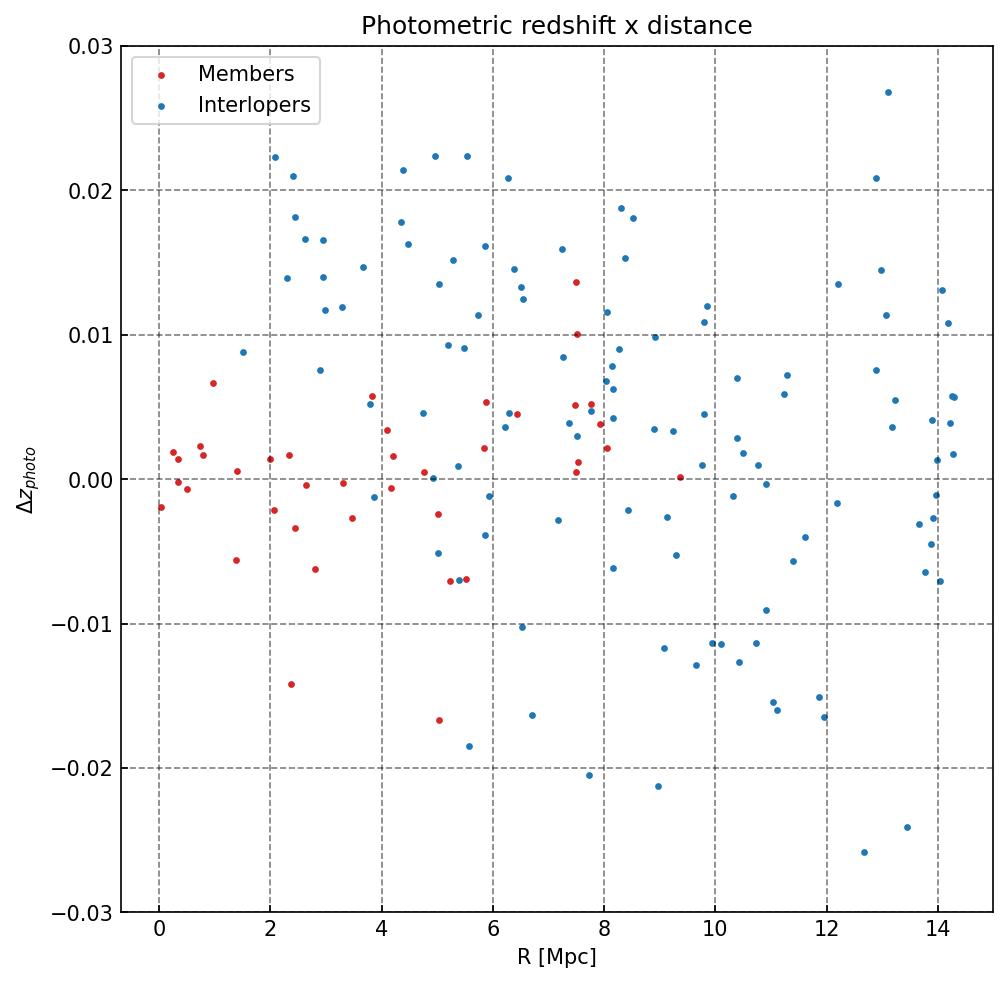 Photometric redshift x distance
Members
Interlopers
0.03
0.02
0.01
0.00
−0.01
−0.02
−0.03
Δz_photo
0 2 4 6 8 10 12 14
R [Mpc]